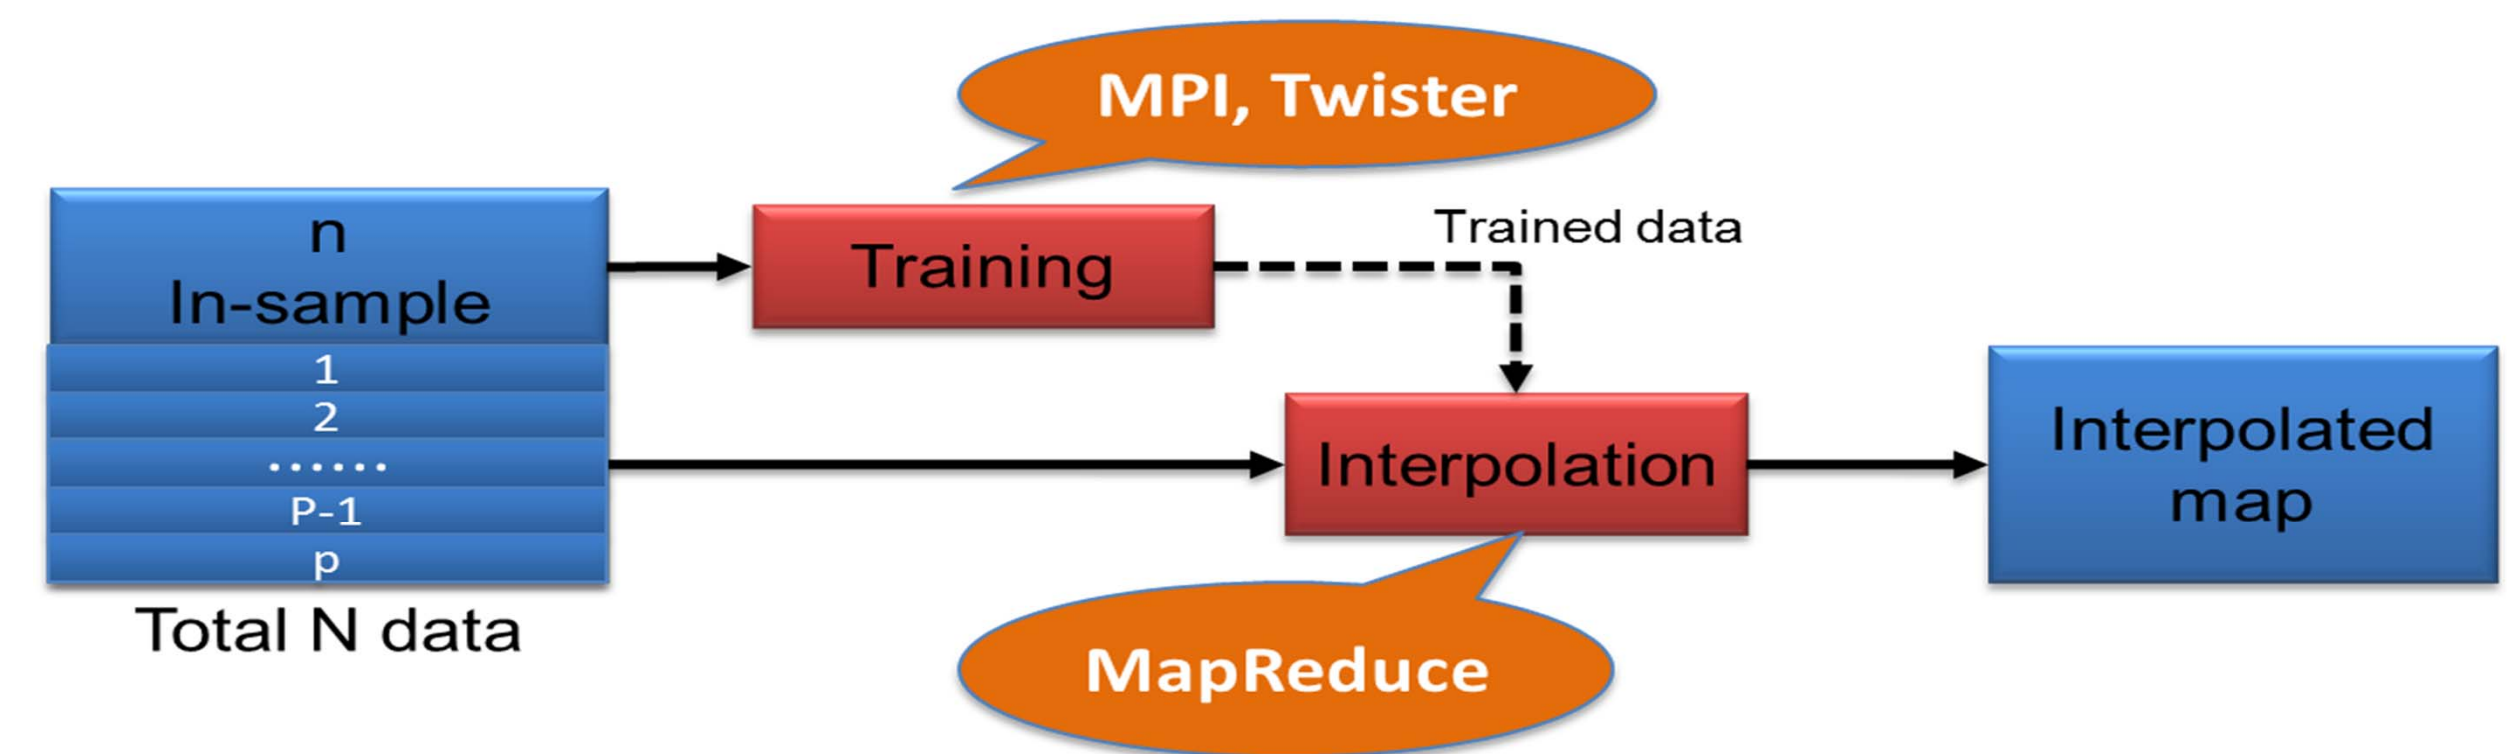 MPI, Twister
n
In-sample
Training
Trained data
1
2
......
P-1
p
Total N data
Interpolation
Interpolated
map
MapReduce